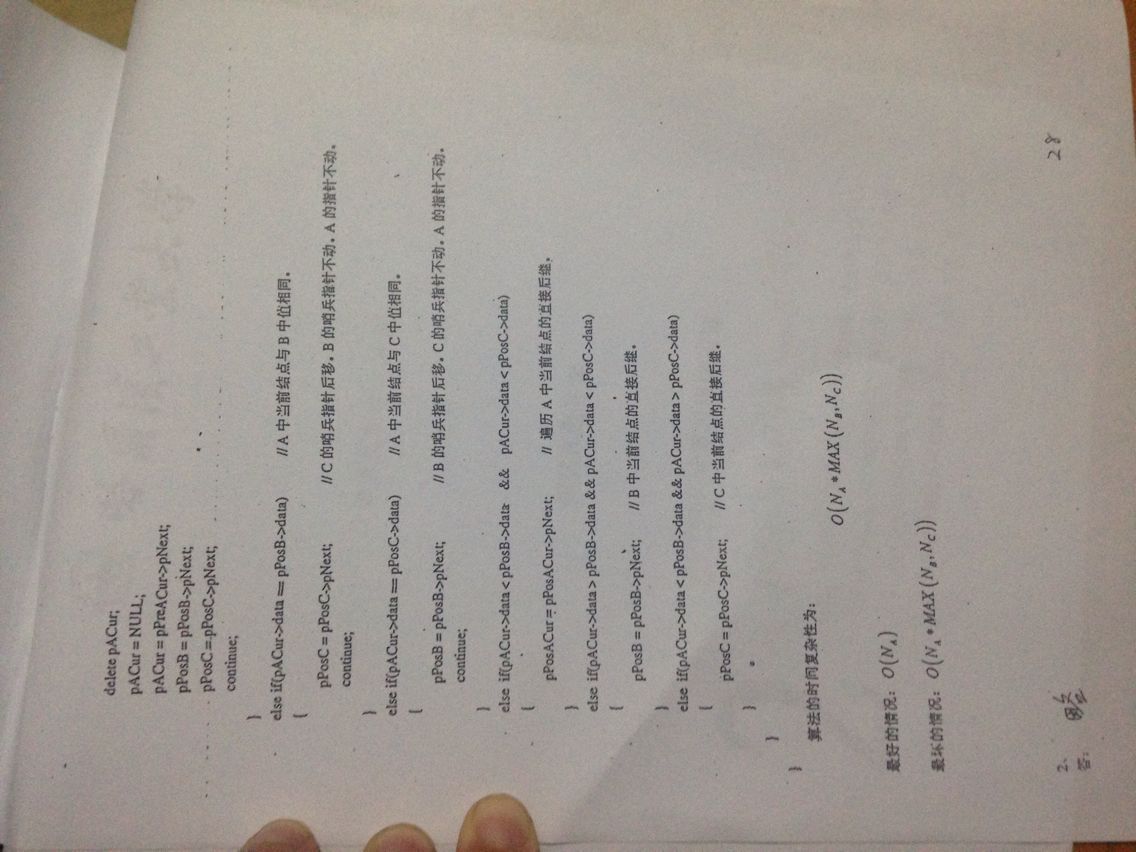 delete pACur;
pACur = NULL;
pACur = pPreACur->pNext;
pPosB = pPosB->pNext;
pPosC = pPosC->pNext;
continue;
}
else if(pACur->data == pPosB->data) // A 中当前结点与 B 中值相同。
{
pPosC = pPosC->pNext; // C 的哨兵指针后移。B 的哨兵指针不动。A 的指针不动。
continue;
}
else if(pACur->data == pPosC->data) // A 中当前结点与 C 中值相同。
{
pPosB = pPosB->pNext; // B 的哨兵指针后移。C 的哨兵指针不动。A 的指针不动。
continue;
}
else if(pACur->data < pPosB->data && pACur->data < pPosC->data)
{
pPosACur = pPosACur->pNext; // 遍历 A 中当前结点的直接后继。
}
else if(pACur->data > pPosB->data && pACur->data < pPosC->data)
{
pPosB = pPosB->pNext; // B 中当前结点的直接后继。
}
else if(pACur->data < pPosB->data && pACur->data > pPosC->data)
{
pPosC = pPosC->pNext; // C 中当前结点的直接后继。
}
}
}
算法的时间复杂性为:
O(N_A * MAX(N_B, N_C))
最好的情况: O(N_A)
最坏的情况: O(N_A * MAX(N_B, N_C))
2、
答: 略
28